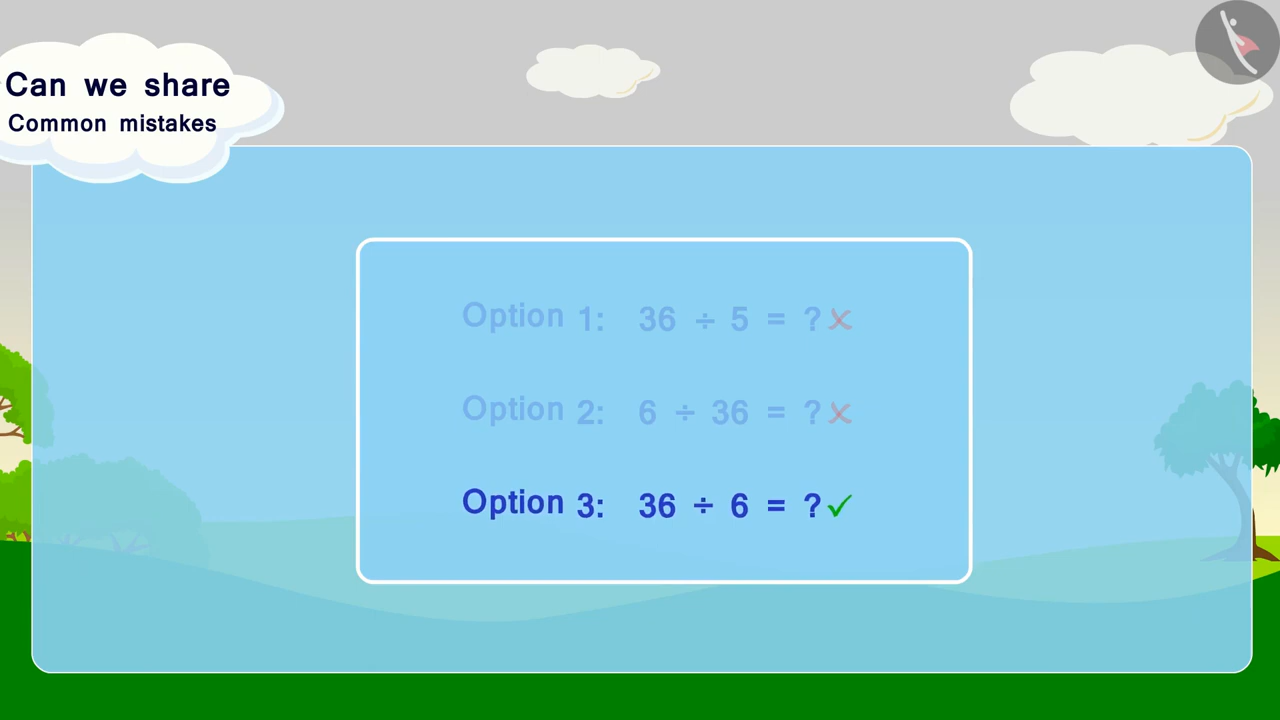 Can we share
Common mistakes
Option 1: 36 ÷ 5 = ?✗
Option 2: 6 ÷ 36 = ?✗
Option 3: 36 ÷ 6 = ?✓